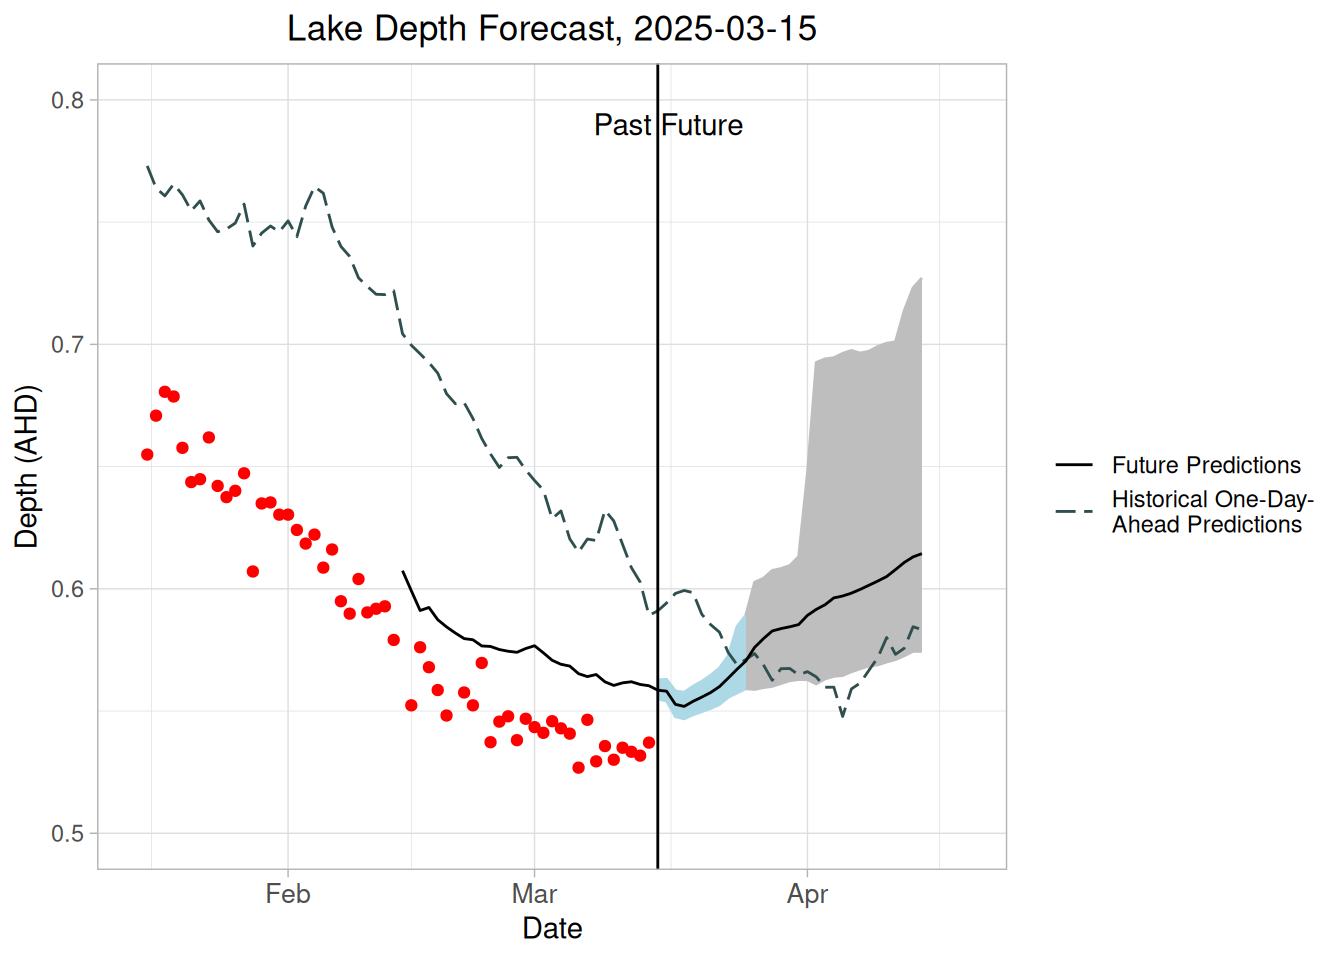 Lake Depth Forecast, 2025-03-15
0.8
Past Future
0.7
Depth (AHD)
0.6
0.5
Feb Mar Apr
Date
Future Predictions
Historical One-Day-
Ahead Predictions